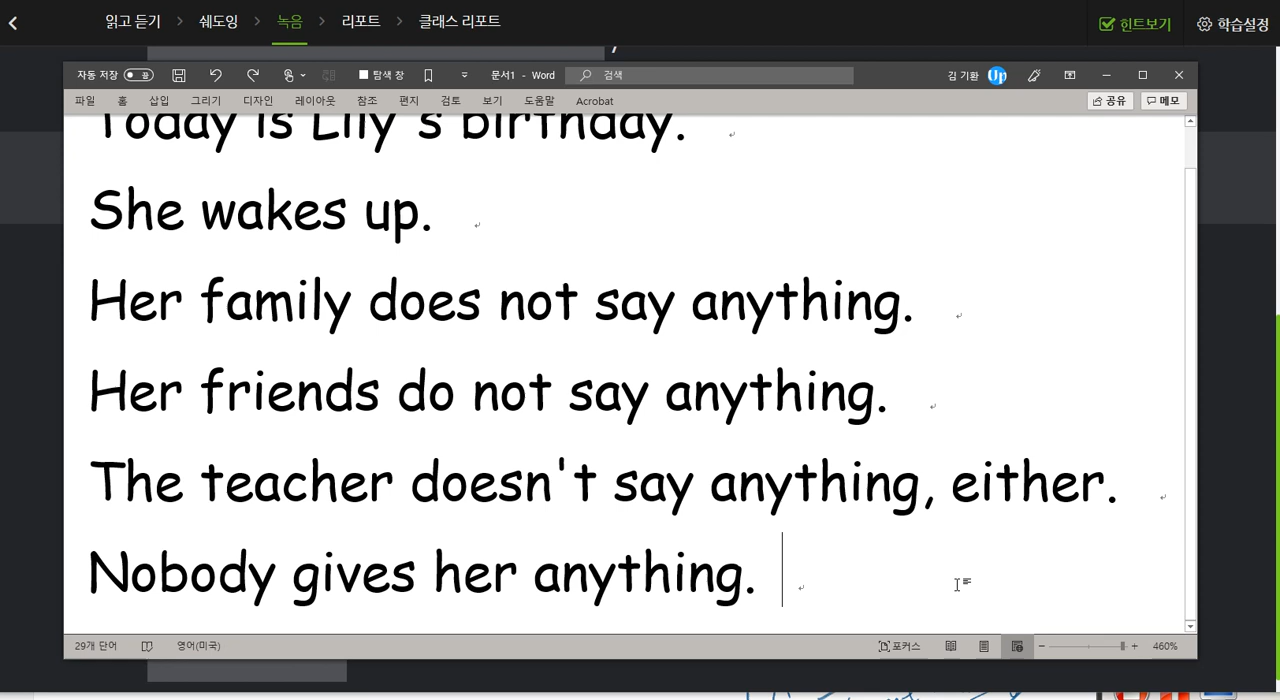 읽고 듣기 > 쉐도잉 > 녹음 > 리포트 > 클래스 리포트 힌트보기 학습설정
자동 저장 끔 탐색 창 문서1 - Word 검색 김 기환 Up
파일 홈 삽입 그리기 디자인 레이아웃 참조 편지 검토 보기 도움말 Acrobat 공유 메모
Today is Lily's birthday.
She wakes up.
Her family does not say anything.
Her friends do not say anything.
The teacher doesn't say anything, either.
Nobody gives her anything.
29개 단어 영어(미국) 포커스 460%